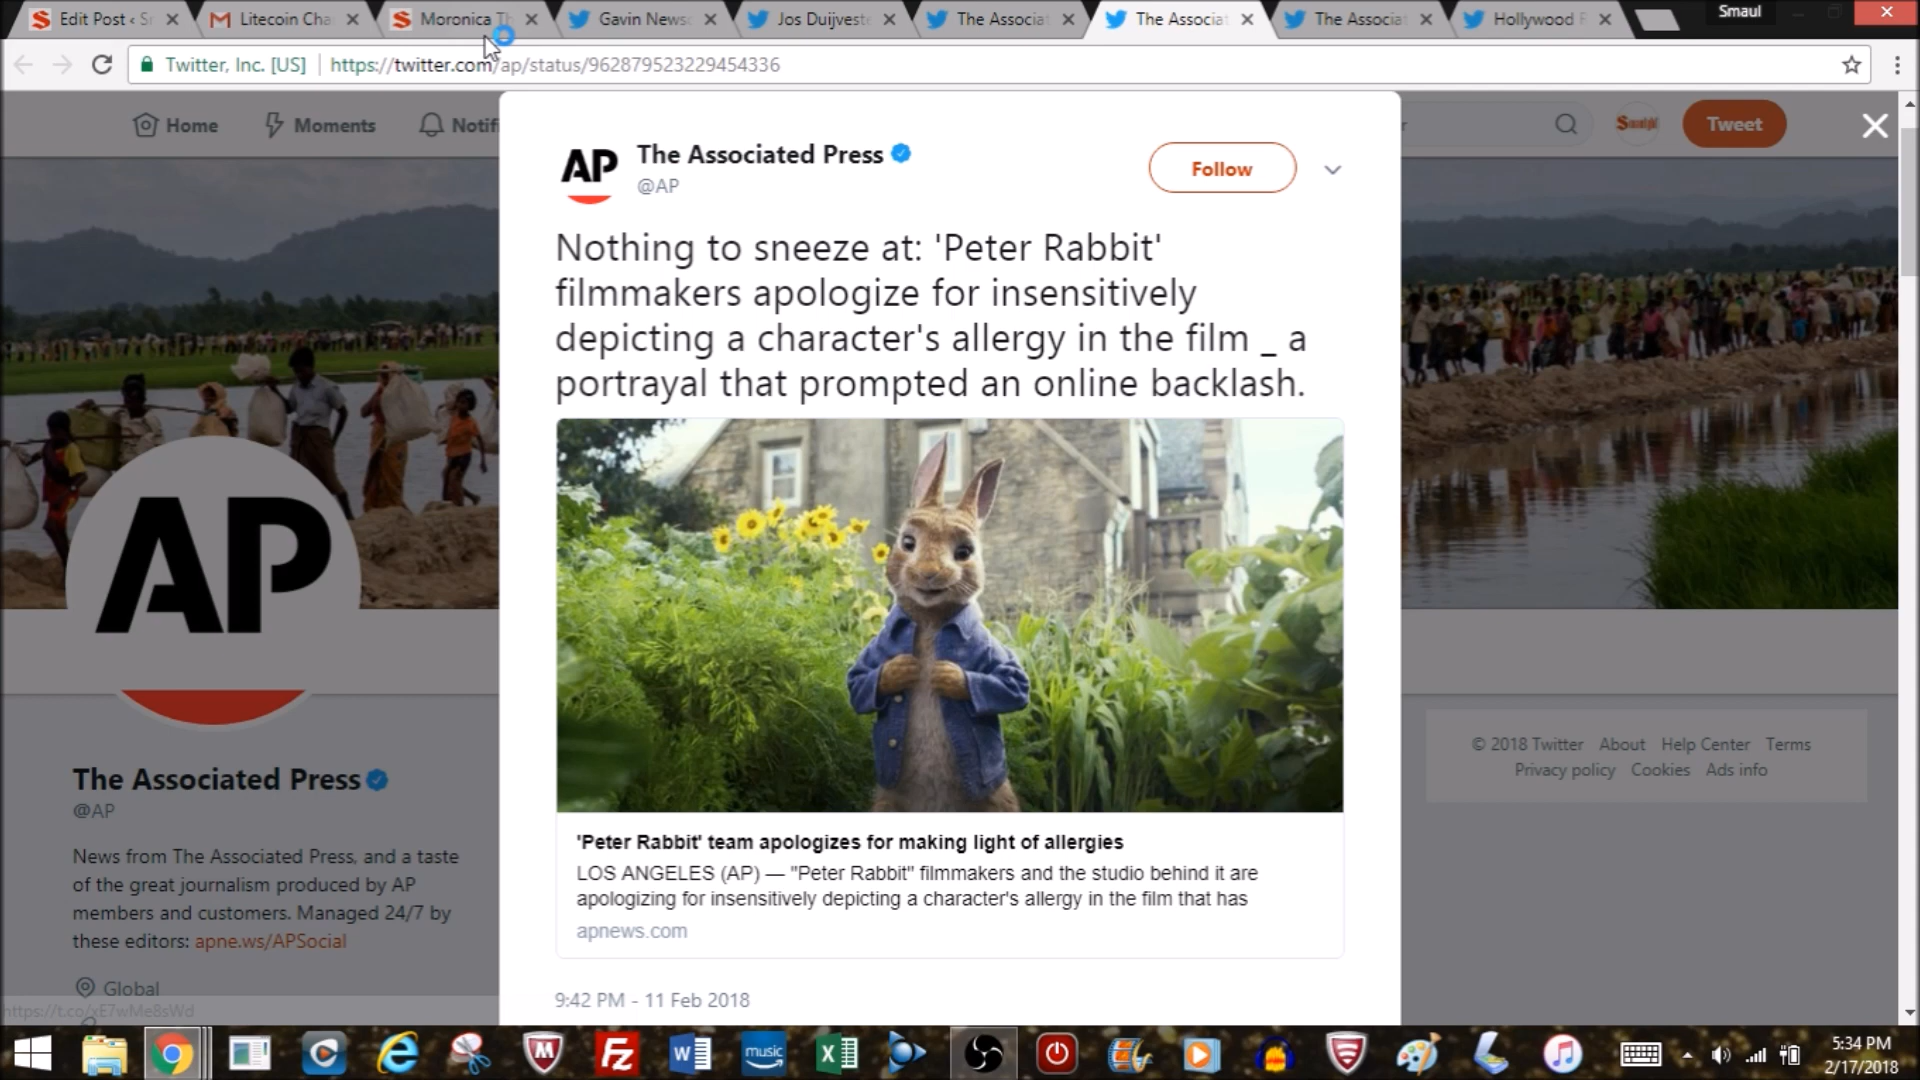 Edit Post ‹ S
Litecoin Cha
Moronica Th
Gavin News
Jos Duijveste
The Associat
The Associat
The Associat
Hollywood R
Smaul
Twitter, Inc. [US]
https://twitter.com/ap/status/962879523229454336
Home
Moments
Notifi
Tweet
AP
The Associated Press
@AP
Follow
Nothing to sneeze at: 'Peter Rabbit'
filmmakers apologize for insensitively
depicting a character's allergy in the film _ a
portrayal that prompted an online backlash.
'Peter Rabbit' team apologizes for making light of allergies
LOS ANGELES (AP) — "Peter Rabbit" filmmakers and the studio behind it are
apologizing for insensitively depicting a character's allergy in the film that has
apnews.com
9:42 PM - 11 Feb 2018
AP
The Associated Press
@AP
News from The Associated Press, and a taste
of the great journalism produced by AP
members and customers. Managed 24/7 by
these editors: apne.ws/APSocial
Global
https://t.co/xE7wMe8sWd
© 2018 Twitter About Help Center Terms
Privacy policy Cookies Ads info
music
5:34 PM
2/17/2018